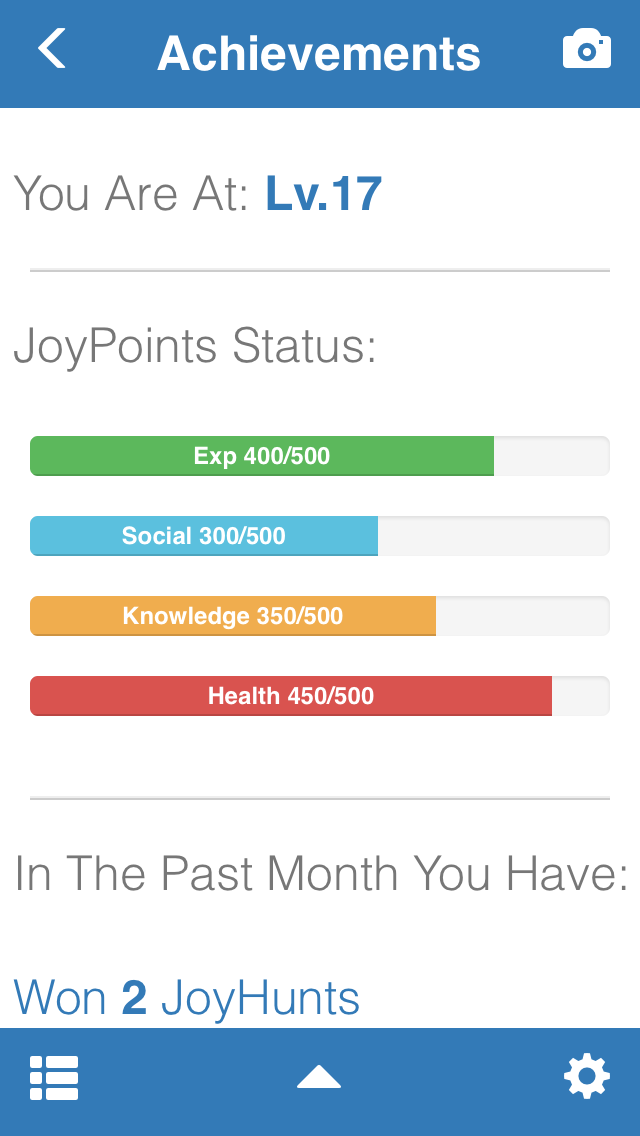 Achievements
You Are At: Lv.17
JoyPoints Status:
Exp 400/500
Social 300/500
Knowledge 350/500
Health 450/500
In The Past Month You Have:
Won 2 JoyHunts